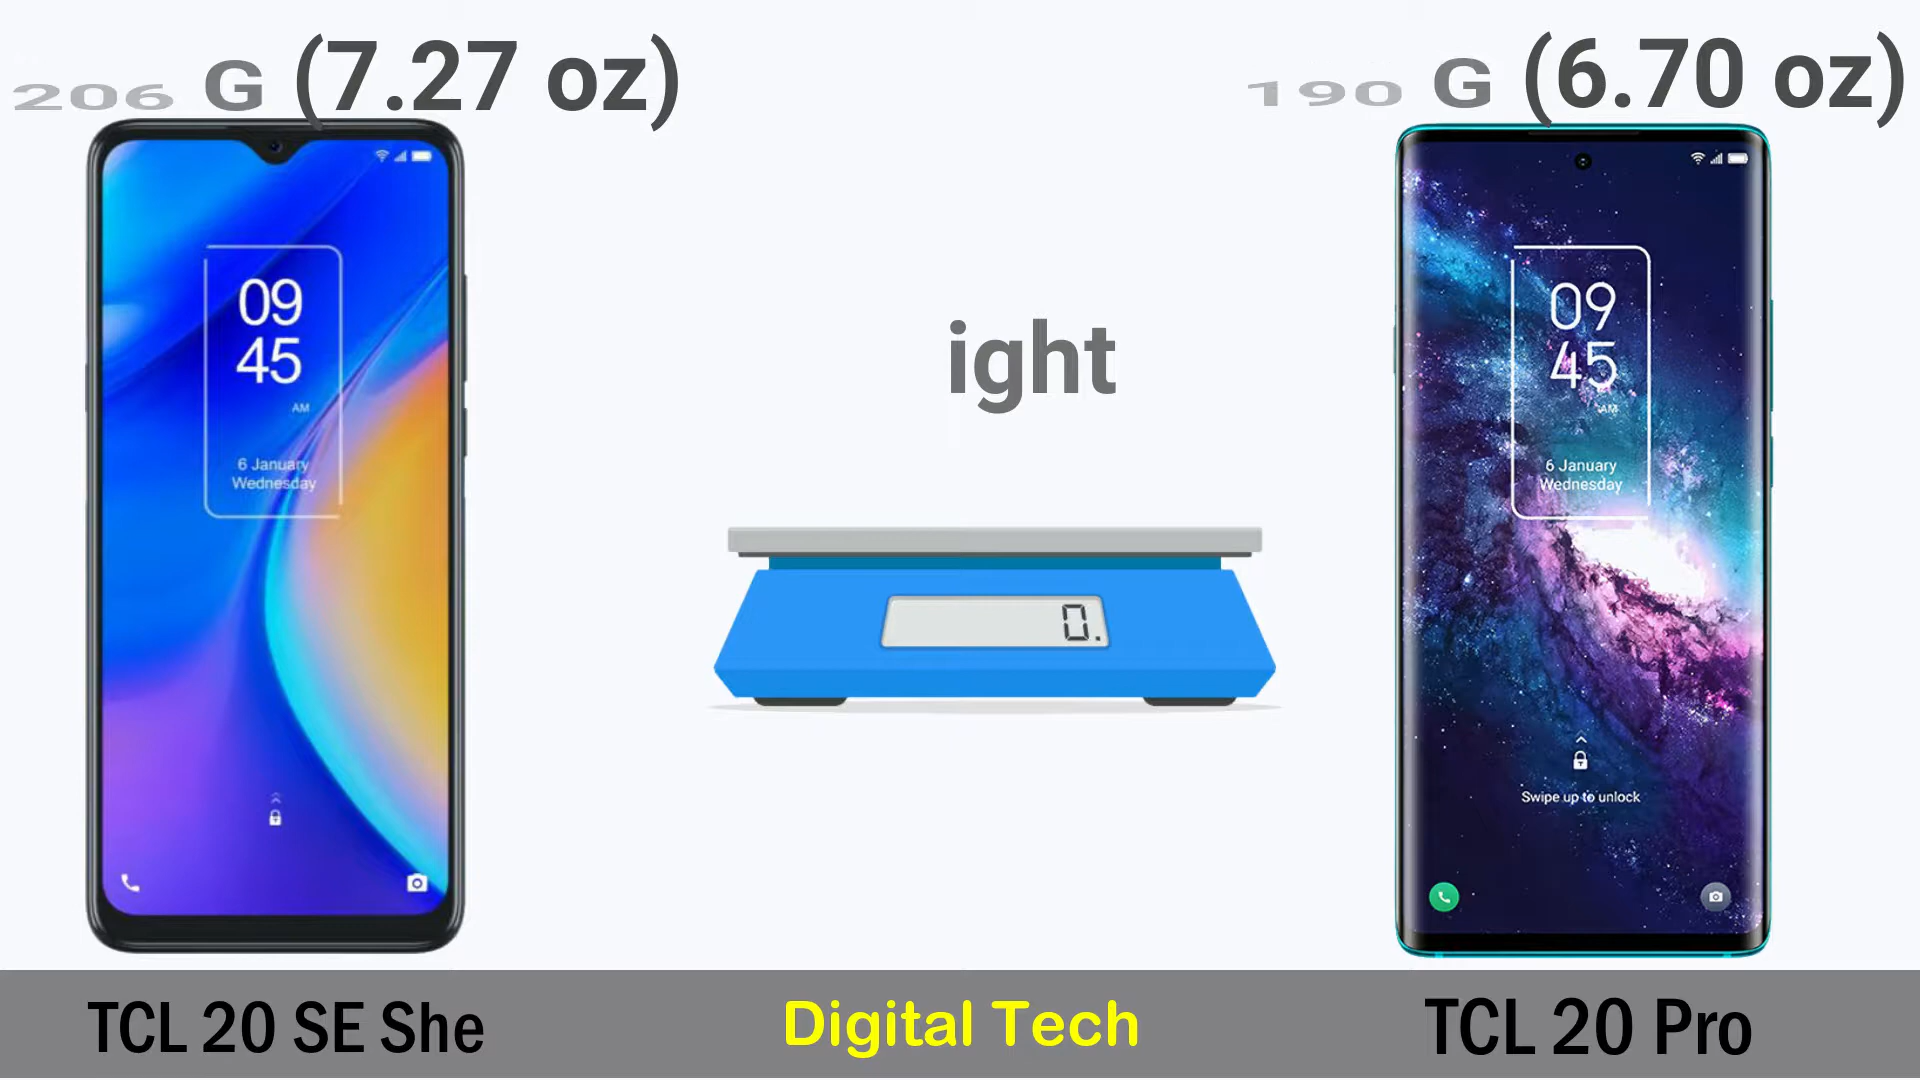 206 G (7.27 oz)
190 G (6.70 oz)
09
45
AM
6 January
Wednesday
ight
0.
09
45
AM
6 January
Wednesday
Swipe up to unlock
TCL 20 SE She
Digital Tech
TCL 20 Pro